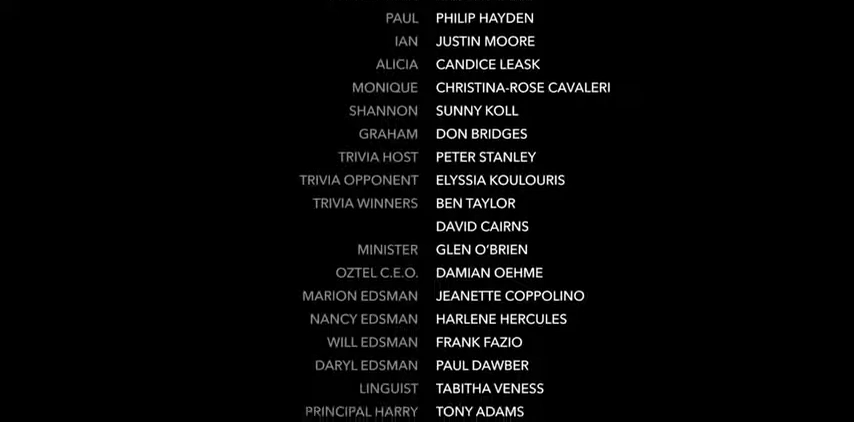 PAUL PHILIP HAYDEN
IAN JUSTIN MOORE
ALICIA CANDICE LEASK
MONIQUE CHRISTINA-ROSE CAVALERI
SHANNON SUNNY KOLL
GRAHAM DON BRIDGES
TRIVIA HOST PETER STANLEY
TRIVIA OPPONENT ELYSSIA KOULOURIS
TRIVIA WINNERS BEN TAYLOR
DAVID CAIRNS
MINISTER GLEN O'BRIEN
OZTEL C.E.O. DAMIAN OEHME
MARION EDSMAN JEANETTE COPPOLINO
NANCY EDSMAN HARLENE HERCULES
WILL EDSMAN FRANK FAZIO
DARYL EDSMAN PAUL DAWBER
LINGUIST TABITHA VENESS
PRINCIPAL HARRY TONY ADAMS